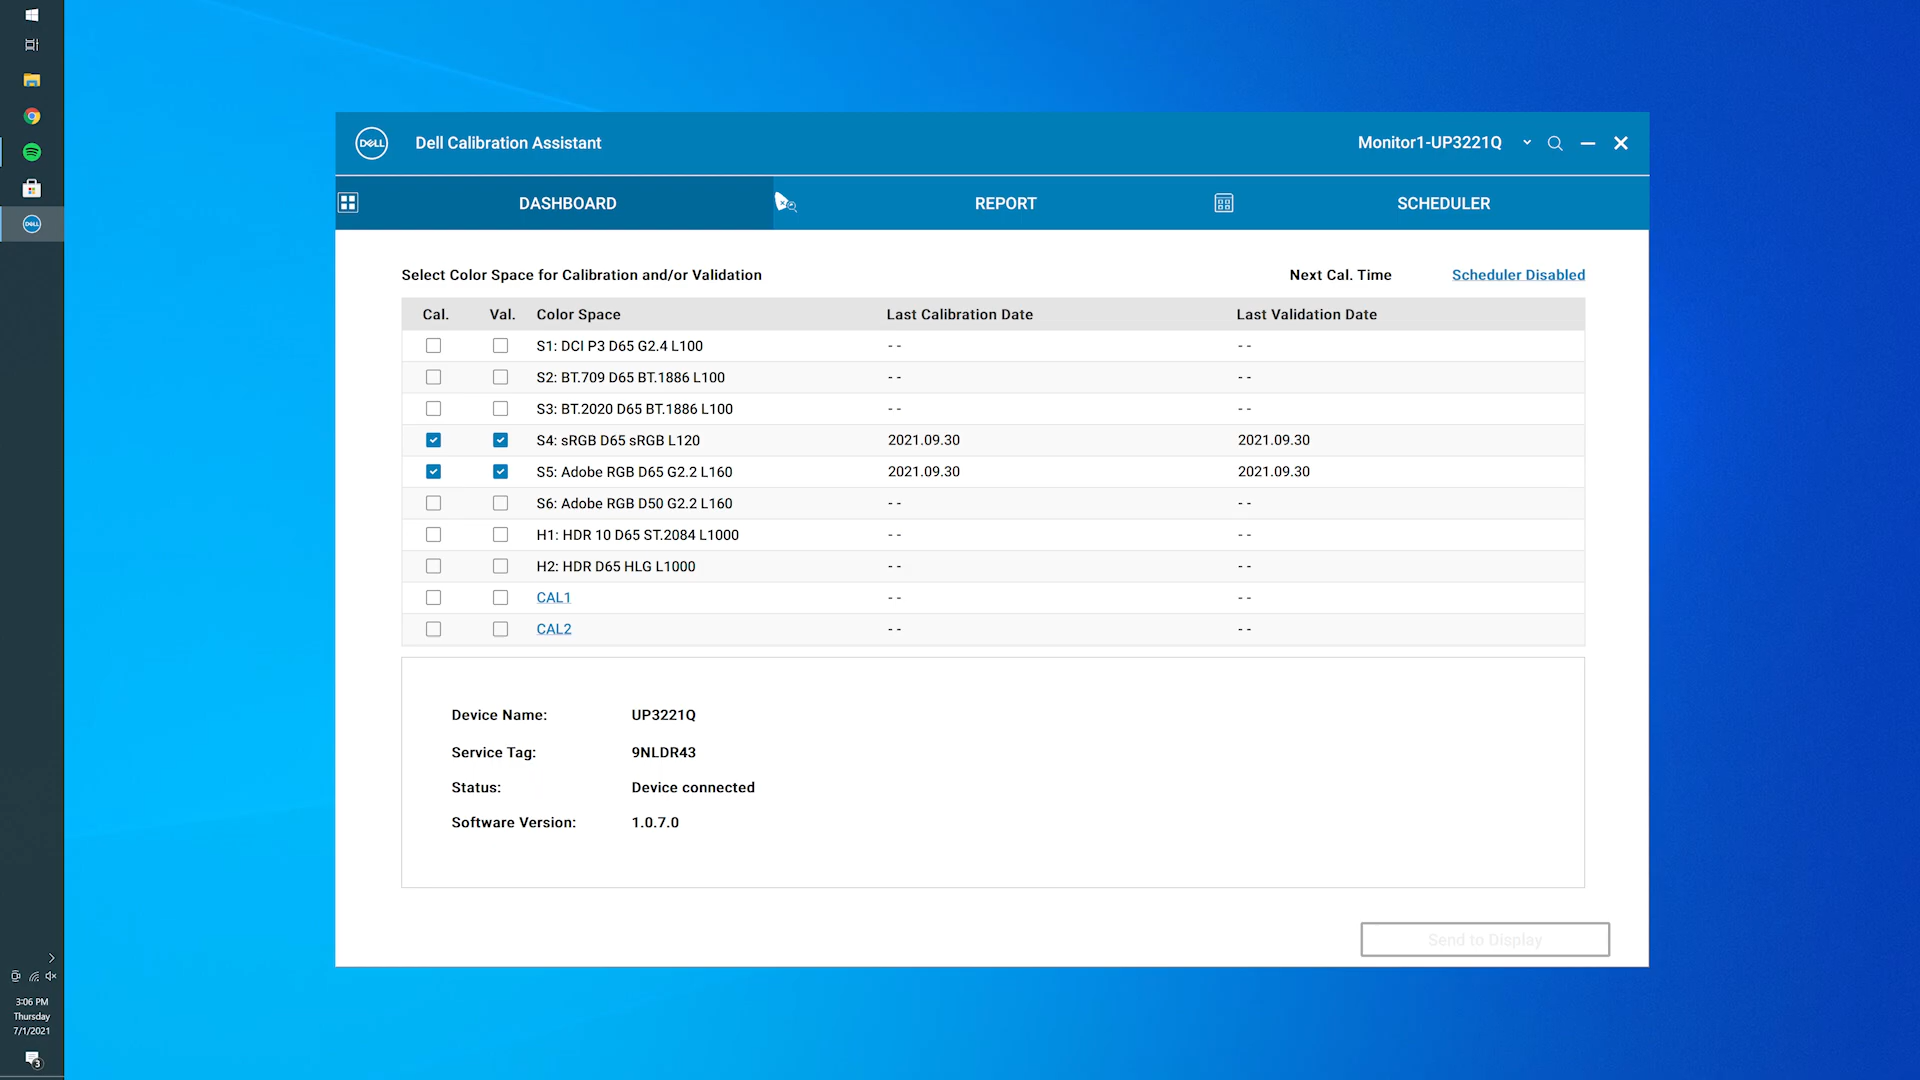 DELL
Dell Calibration Assistant
Monitor1-UP3221Q
DASHBOARD
REPORT
SCHEDULER
Select Color Space for Calibration and/or Validation
Next Cal. Time
Scheduler Disabled
Cal. Val. Color Space Last Calibration Date Last Validation Date
S1: DCI P3 D65 G2.4 L100 - - - -
S2: BT.709 D65 BT.1886 L100 - - - -
S3: BT.2020 D65 BT.1886 L100 - - - -
S4: sRGB D65 sRGB L120 2021.09.30 2021.09.30
S5: Adobe RGB D65 G2.2 L160 2021.09.30 2021.09.30
S6: Adobe RGB D50 G2.2 L160 - - - -
H1: HDR 10 D65 ST.2084 L1000 - - - -
H2: HDR D65 HLG L1000 - - - -
CAL1 - - - -
CAL2 - - - -
Device Name: UP3221Q
Service Tag: 9NLDR43
Status: Device connected
Software Version: 1.0.7.0
Send to Display
DELL
3:06 PM
Thursday
7/1/2021
3